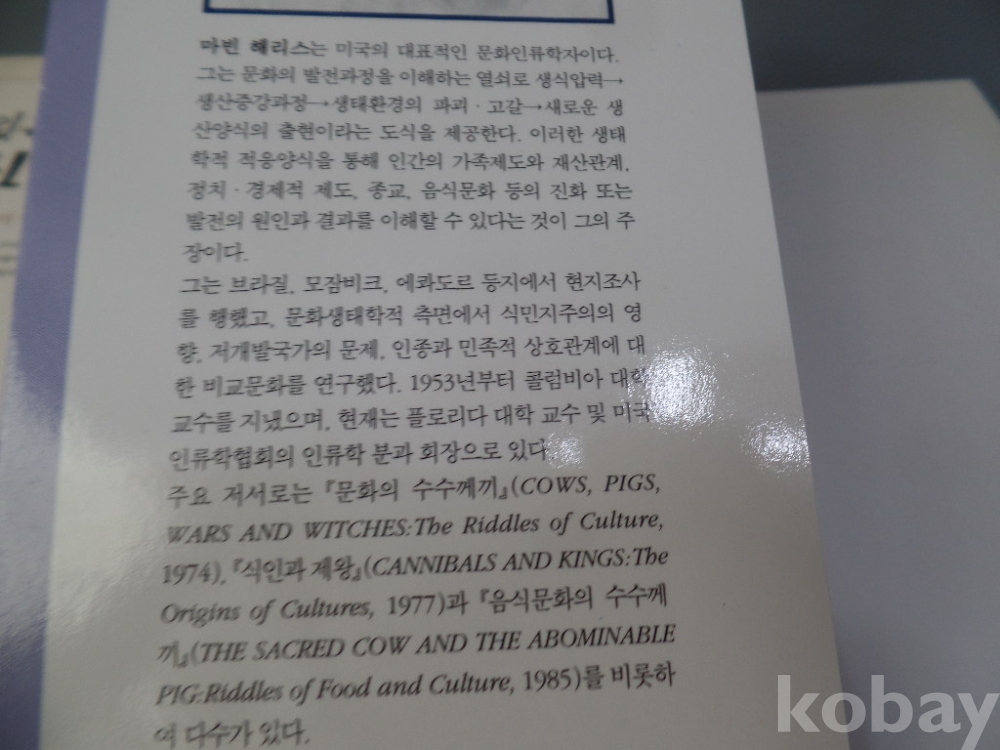 마빈 해리스는 미국의 대표적인 문화인류학자이다.
그는 문화의 발전과정을 이해하는 열쇠로 생식압력→
생산증강과정→생태환경의 파괴·고갈→새로운 생
산양식의 출현이라는 도식을 제공한다. 이러한 생태
학적 적응양식을 통해 인간의 가족제도와 재산관계,
정치·경제적 제도, 종교, 음식문화 등의 진화 또는
발전의 원인과 결과를 이해할 수 있다는 것이 그의 주
장이다.
그는 브라질, 모잠비크, 에콰도르 등지에서 현지조사
를 행했고, 문화생태학적 측면에서 식민지주의의 영
향, 저개발국가의 문제, 인종과 민족적 상호관계에 대
한 비교문화를 연구했다. 1953년부터 콜럼비아 대학
교수를 지냈으며, 현재는 플로리다 대학 교수 및 미국
인류학협회의 인류학 분과 회장으로 있다.
주요 저서로는 『문화의 수수께끼』(COWS, PIGS,
WARS AND WITCHES:The Riddles of Culture,
1974), 『식인과 제왕』(CANNIBALS AND KINGS:The
Origins of Cultures, 1977)과 『음식문화의 수수께
끼』(THE SACRED COW AND THE ABOMINABLE
PIG:Riddles of Food and Culture, 1985)를 비롯하
여 다수가 있다.
kobay